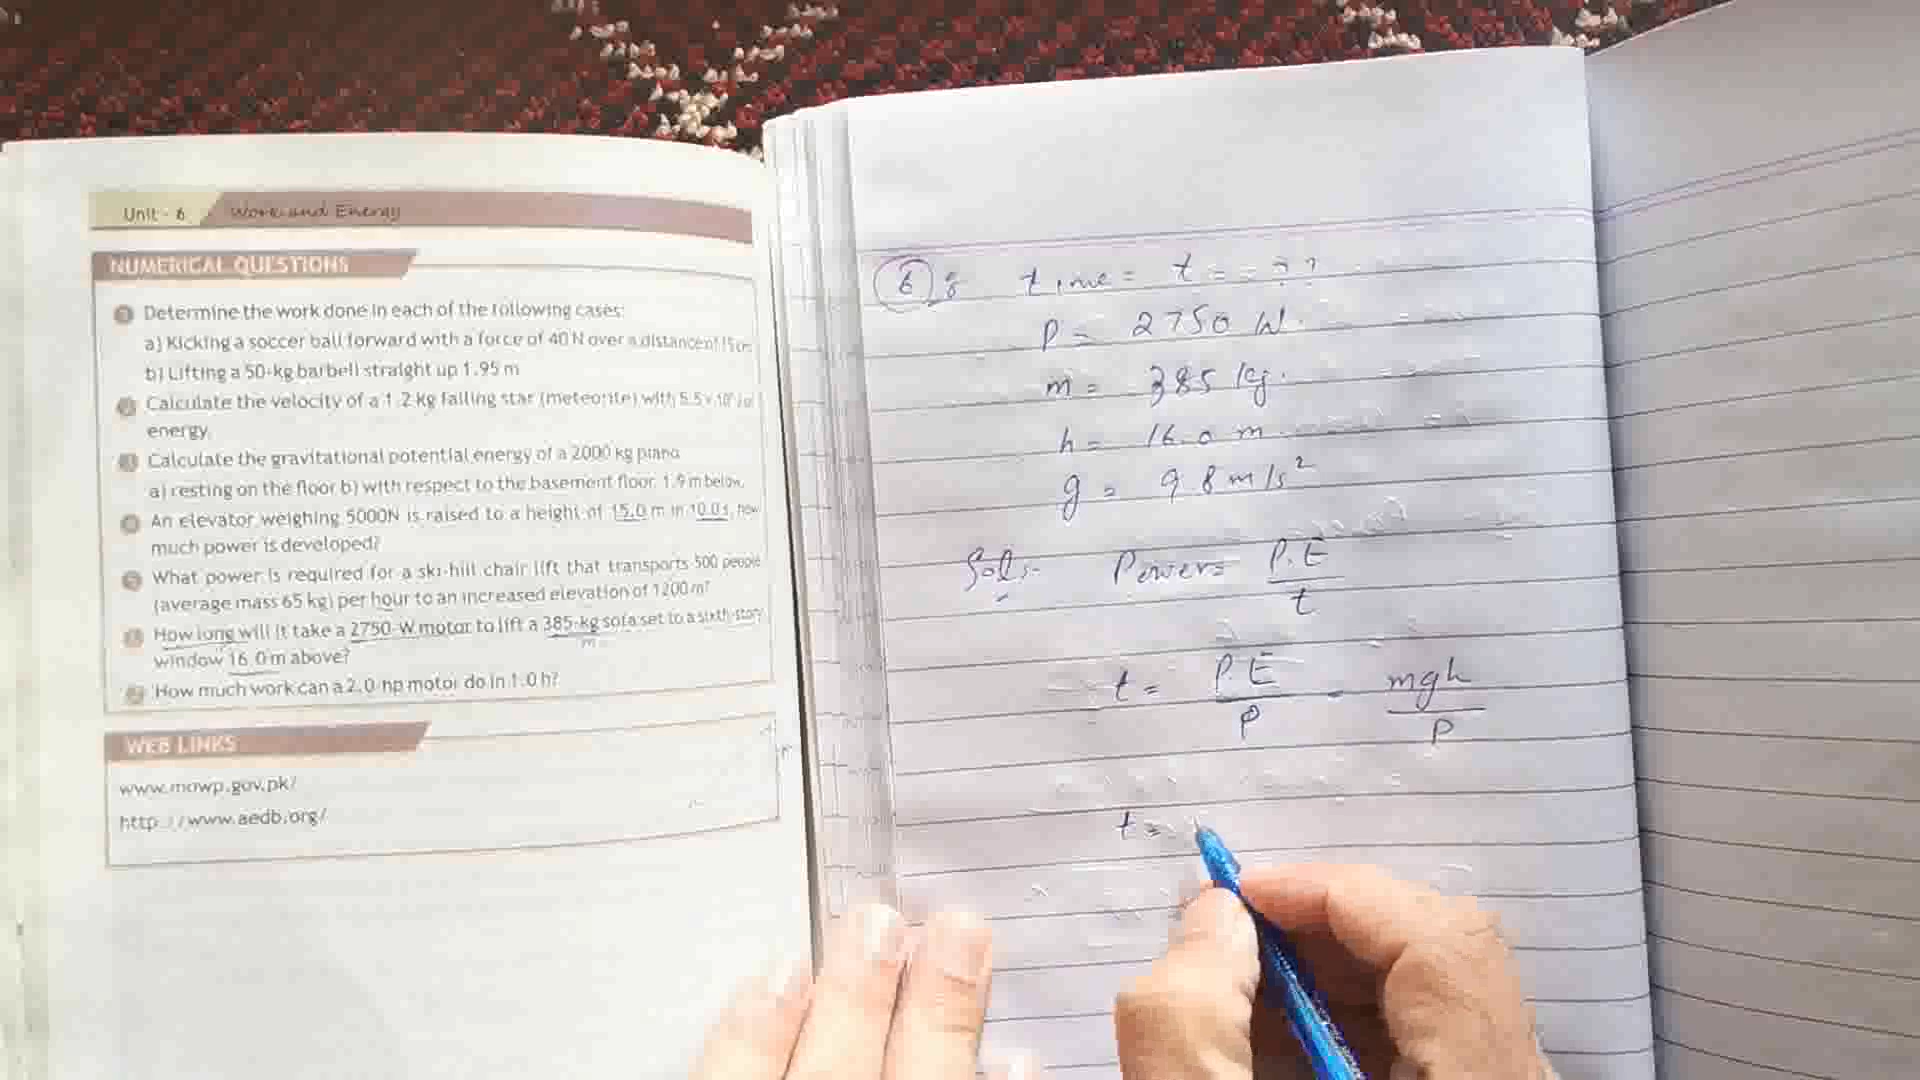 Unit - 6 Work and Energy
NUMERICAL QUESTIONS
1 Determine the work done in each of the following cases:
a) Kicking a soccer ball forward with a force of 40 N over a distance of 15 cm
b) Lifting a 50-kg barbell straight up 1.95 m
2 Calculate the velocity of a 1.2 kg falling star (meteorite) with 5.5 x
energy.
3 Calculate the gravitational potential energy of a 2000 kg piano
a) resting on the floor b) with respect to the basement floor, 1.9 m below.
4 An elevator weighing 5000N is raised to a height of 15.0 m in 10.0 s, how
much power is developed?
5 What power is required for a ski-hill chair lift that transports 500 people
(average mass 65 kg) per hour to an increased elevation of 1200 m?
6 How long will it take a 2750-W motor to lift a 385-kg sofa set to a sixth-story
m
window 16.0 m above?
7 How much work can a 2.0 hp motor do in 1.0 h?
WEB LINKS
www.mowp.gov.pk/
http://www.aedb.org/
6 time = t = ??
P = 2750 W.
m = 385 kg.
h = 16.0 m
g = 9.8 m/s²
Sol:- Power = P.E / t
t = P.E / P = mgh / P
t =